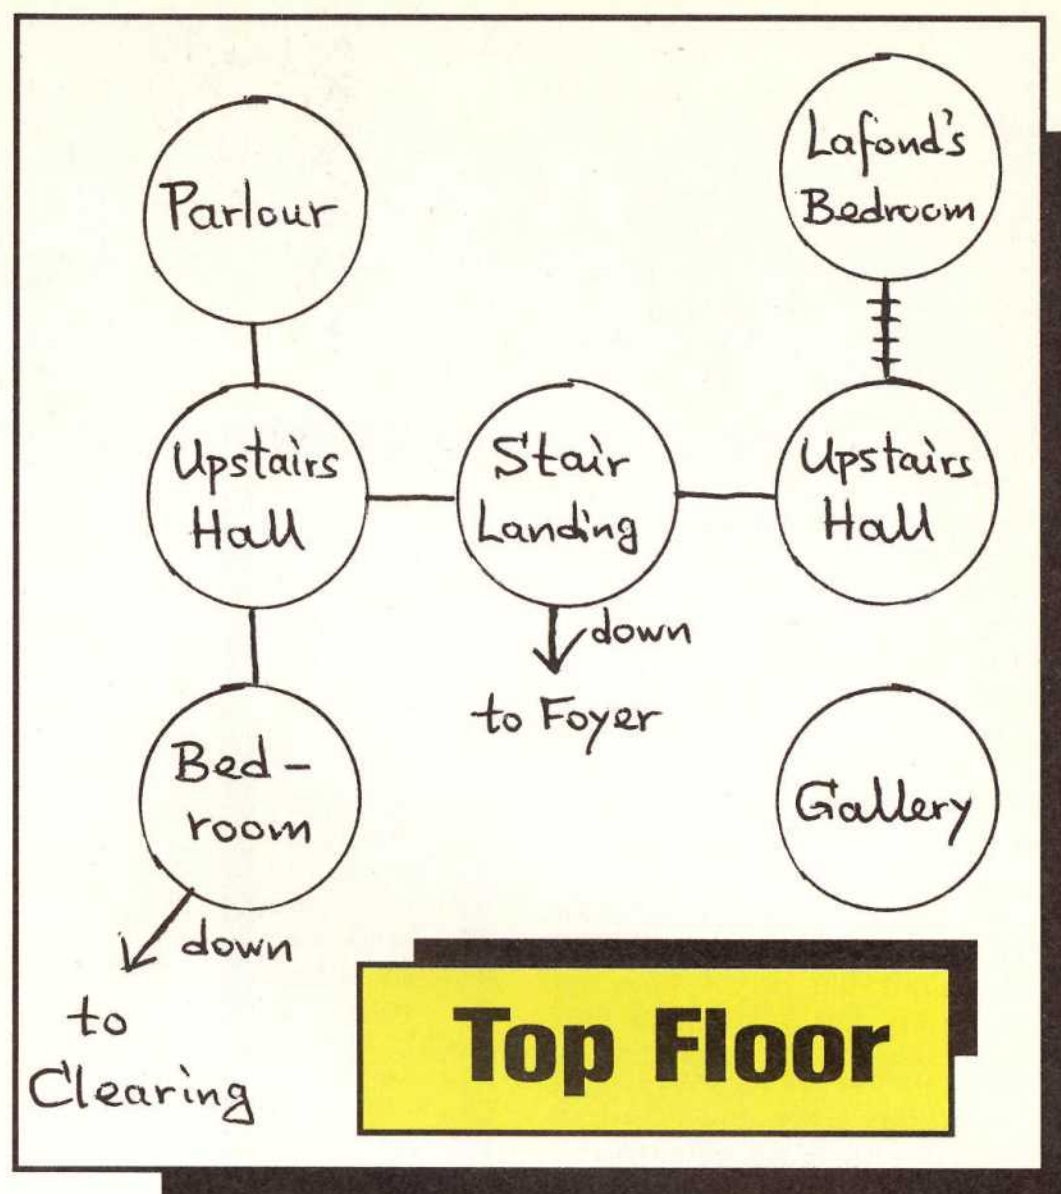 Parlour
Lafond's
Bedroom
Upstairs
Hall
Stair
Landing
Upstairs
Hall
down
to Foyer
Bed-
room
Gallery
down
to
Clearing
Top Floor